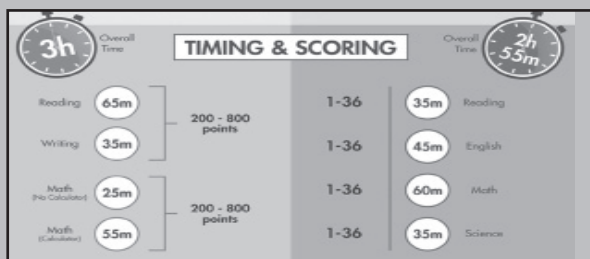 3h
Overall
Time
TIMING & SCORING
Overall
Time
2h
55m
Reading
65m
200 - 800
points
Writing
35m
Math
(No Calculator)
25m
200 - 800
points
Math
(Calculator)
55m
1-36
35m
Reading
1-36
45m
English
1-36
60m
Math
1-36
35m
Science